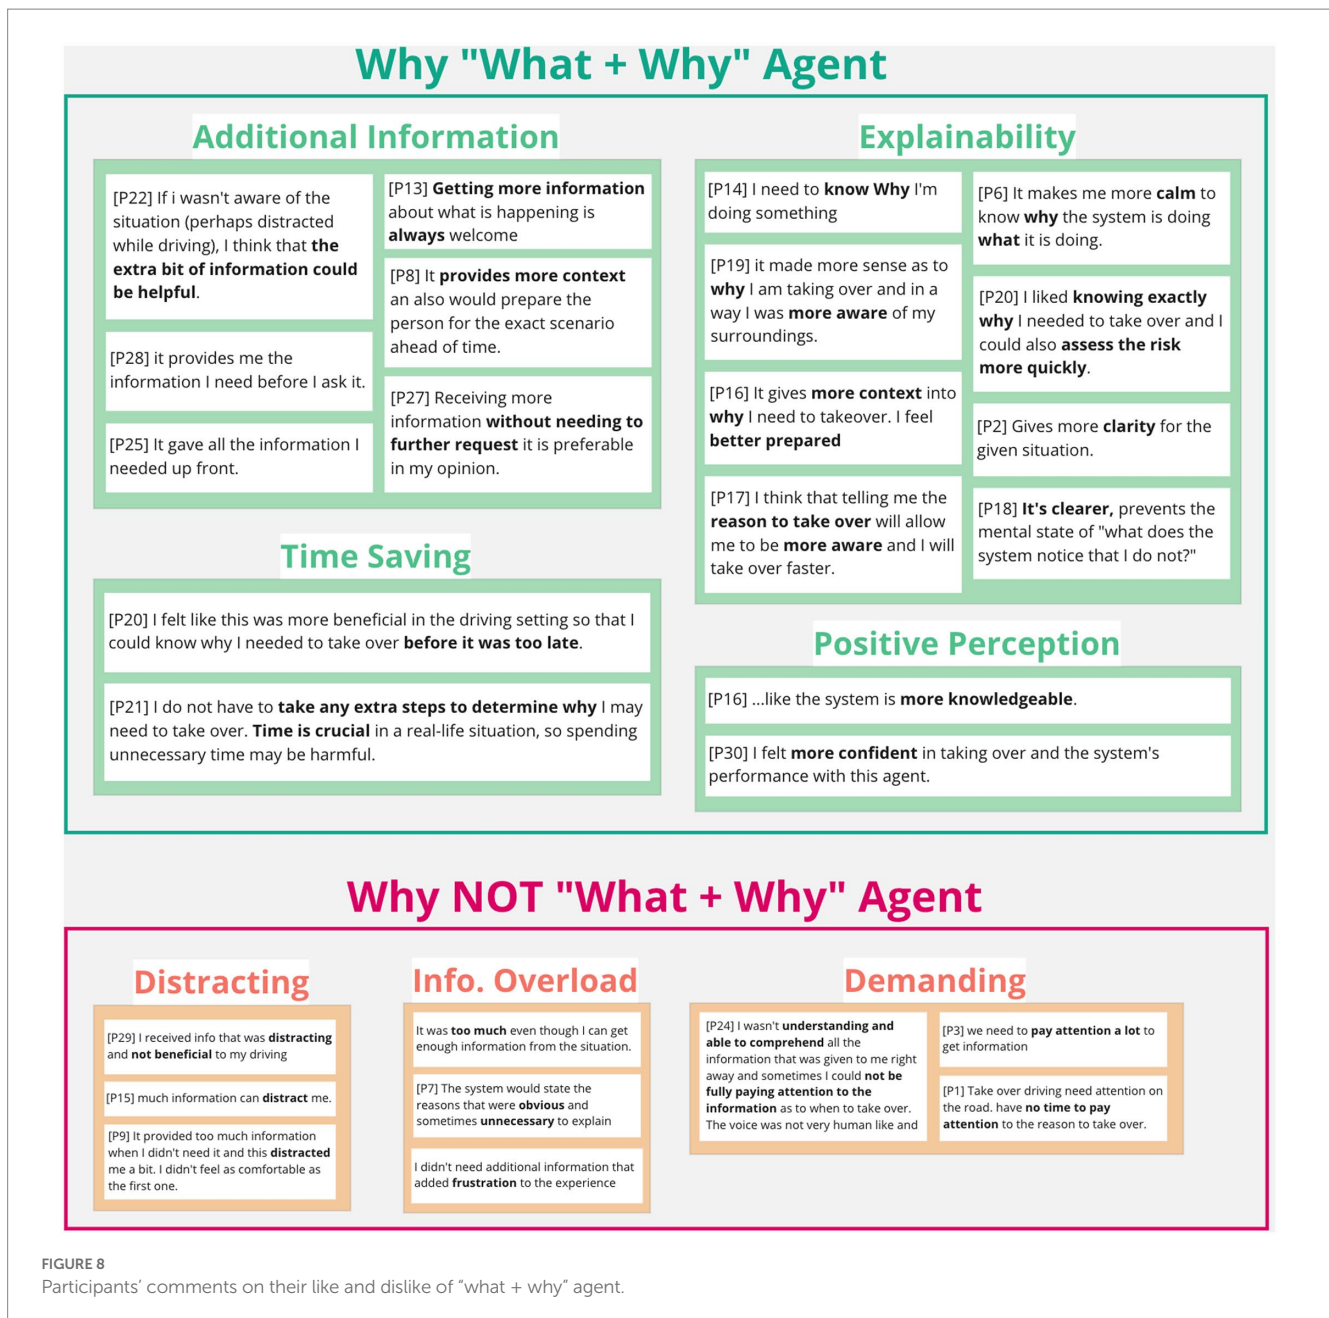 Why "What + Why" Agent
Additional Information
[P22] If i wasn't aware of the
situation (perhaps distracted
while driving), I think that the
extra bit of information could
be helpful.
[P28] it provides me the
information I need before I ask it.
[P25] It gave all the information I
needed up front.
[P13] Getting more information
about what is happening is
always welcome
[P8] It provides more context
an also would prepare the
person for the exact scenario
ahead of time.
[P27] Receiving more
information without needing to
further request it is preferable
in my opinion.
Time Saving
[P20] I felt like this was more beneficial in the driving setting so that I
could know why I needed to take over before it was too late.
[P21] I do not have to take any extra steps to determine why I may
need to take over. Time is crucial in a real-life situation, so spending
unnecessary time may be harmful.
Explainability
[P14] I need to know Why I'm
doing something
[P19] it made more sense as to
why I am taking over and in a
way I was more aware of my
surroundings.
[P16] It gives more context into
why I need to takeover. I feel
better prepared
[P17] I think that telling me the
reason to take over will allow
me to be more aware and I will
take over faster.
[P6] It makes me more calm to
know why the system is doing
what it is doing.
[P20] I liked knowing exactly
why I needed to take over and I
could also assess the risk
more quickly.
[P2] Gives more clarity for the
given situation.
[P18] It's clearer, prevents the
mental state of "what does the
system notice that I do not?"
Positive Perception
[P16] ...like the system is more knowledgeable.
[P30] I felt more confident in taking over and the system's
performance with this agent.
Why NOT "What + Why" Agent
Distracting
[P29] I received info that was distracting
and not beneficial to my driving
[P15] much information can distract me.
[P9] It provided too much information
when I didn't need it and this distracted
me a bit. I didn't feel as comfortable as
the first one.
Info. Overload
It was too much even though I can get
enough information from the situation.
[P7] The system would state the
reasons that were obvious and
sometimes unnecessary to explain
I didn't need additional information that
added frustration to the experience
Demanding
[P24] I wasn't understanding and
able to comprehend all the
information that was given to me right
away and sometimes I could not be
fully paying attention to the
information as to when to take over.
The voice was not very human like and
[P3] we need to pay attention a lot to
get information
[P1] Take over driving need attention on
the road. have no time to pay
attention to the reason to take over.
FIGURE 8
Participants' comments on their like and dislike of "what + why" agent.